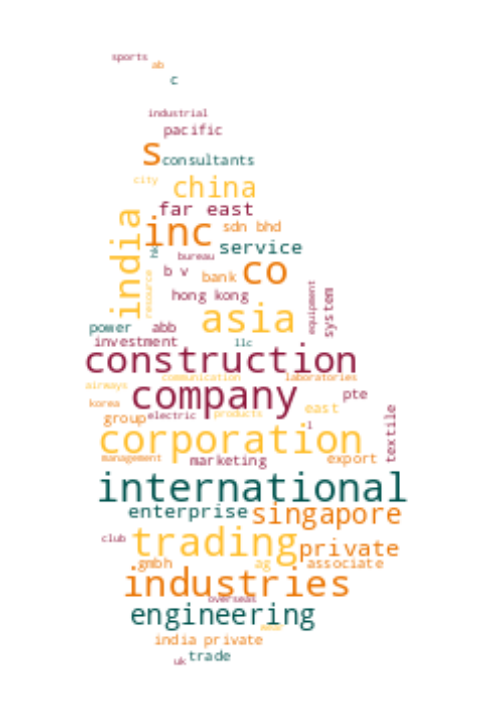 sports
ab
c
industrial
pacific
s
consultants
city
china
far east
india
inc
sdn bhd
hk
service
bureau
b v
bank
co
resource
hong kong
equipment
system
asia
power
abb
investment
llc
construction
communication
laboratories
airways
company
pte
korea
east
group
electric
products
textile
l
corporation
management
marketing
export
international
enterprise
singapore
club
trading
private
gmbh
ag
associate
industries
overseas
engineering
india private
trade
uk